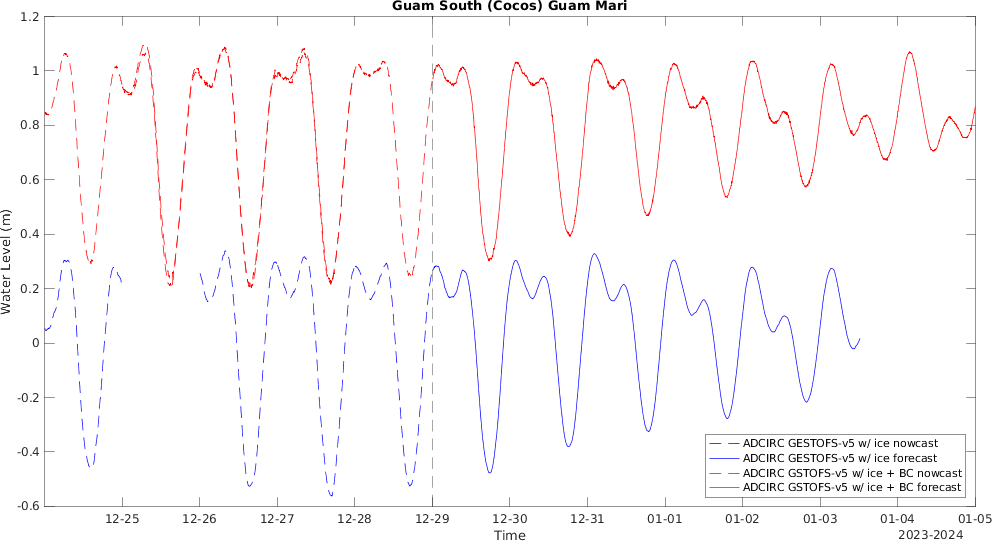 Guam South (Cocos) Guam Mari
1.2
1
0.8
0.6
0.4
0.2
0
-0.2
-0.4
-0.6
Water Level (m)
ADCIRC GESTOFS-v5 w/ ice nowcast
ADCIRC GESTOFS-v5 w/ ice forecast
ADCIRC GSTOFS-v5 w/ ice + BC nowcast
ADCIRC GSTOFS-v5 w/ ice + BC forecast
12-25 12-26 12-27 12-28 12-29 12-30 12-31 01-01 01-02 01-03 01-04 01-05
Time
2023-2024